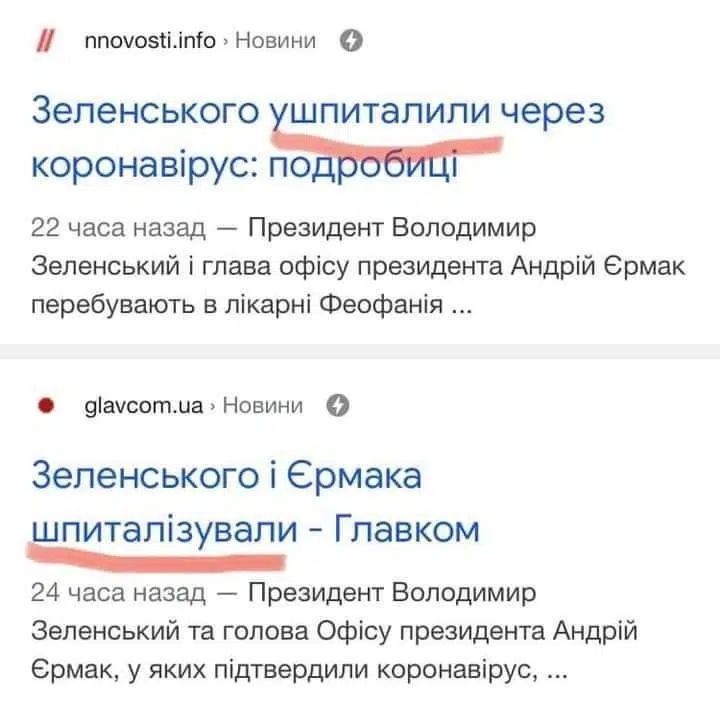 nnovosti.info › Новини
Зеленського ушпиталили через
коронавірус: подробиці
22 часа назад — Президент Володимир
Зеленський і глава офісу президента Андрій Єрмак
перебувають в лікарні Феофанія ...
glavcom.ua › Новини
Зеленського і Єрмака
шпиталізували - Главком
24 часа назад — Президент Володимир
Зеленський та голова Офісу президента Андрій
Єрмак, у яких підтвердили коронавірус, ...